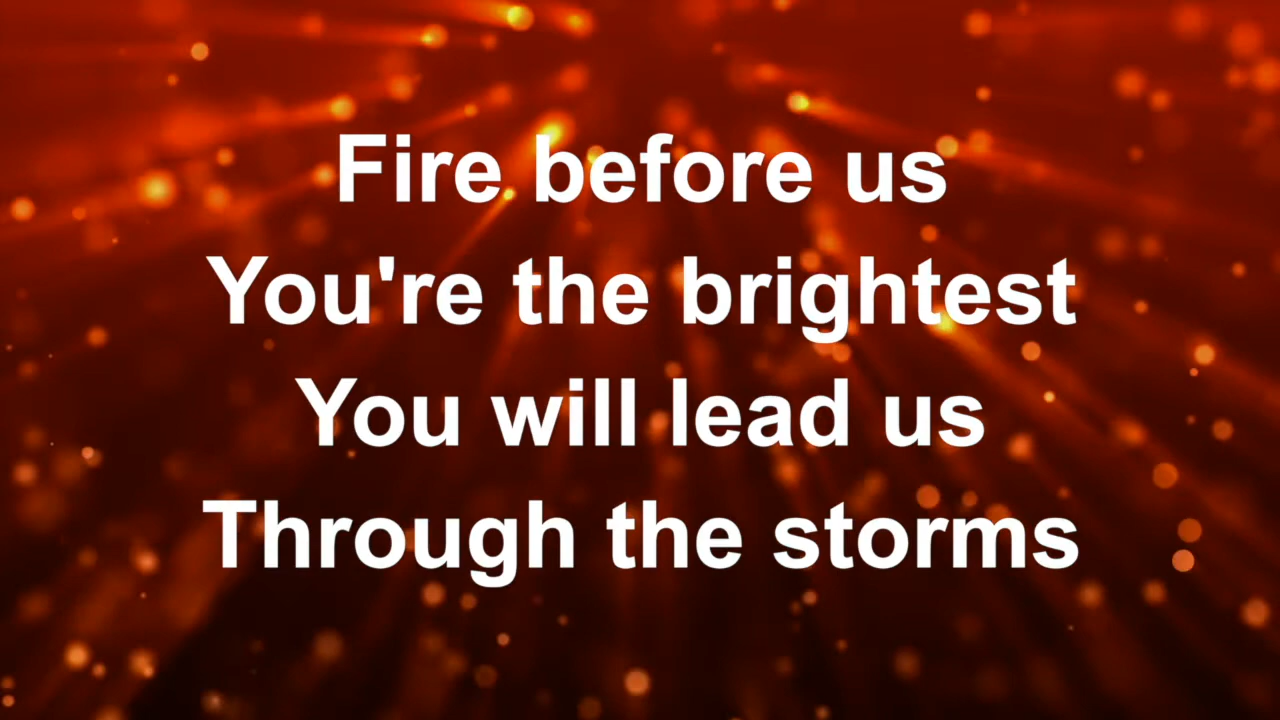 Fire before us
You're the brightest
You will lead us
Through the storms